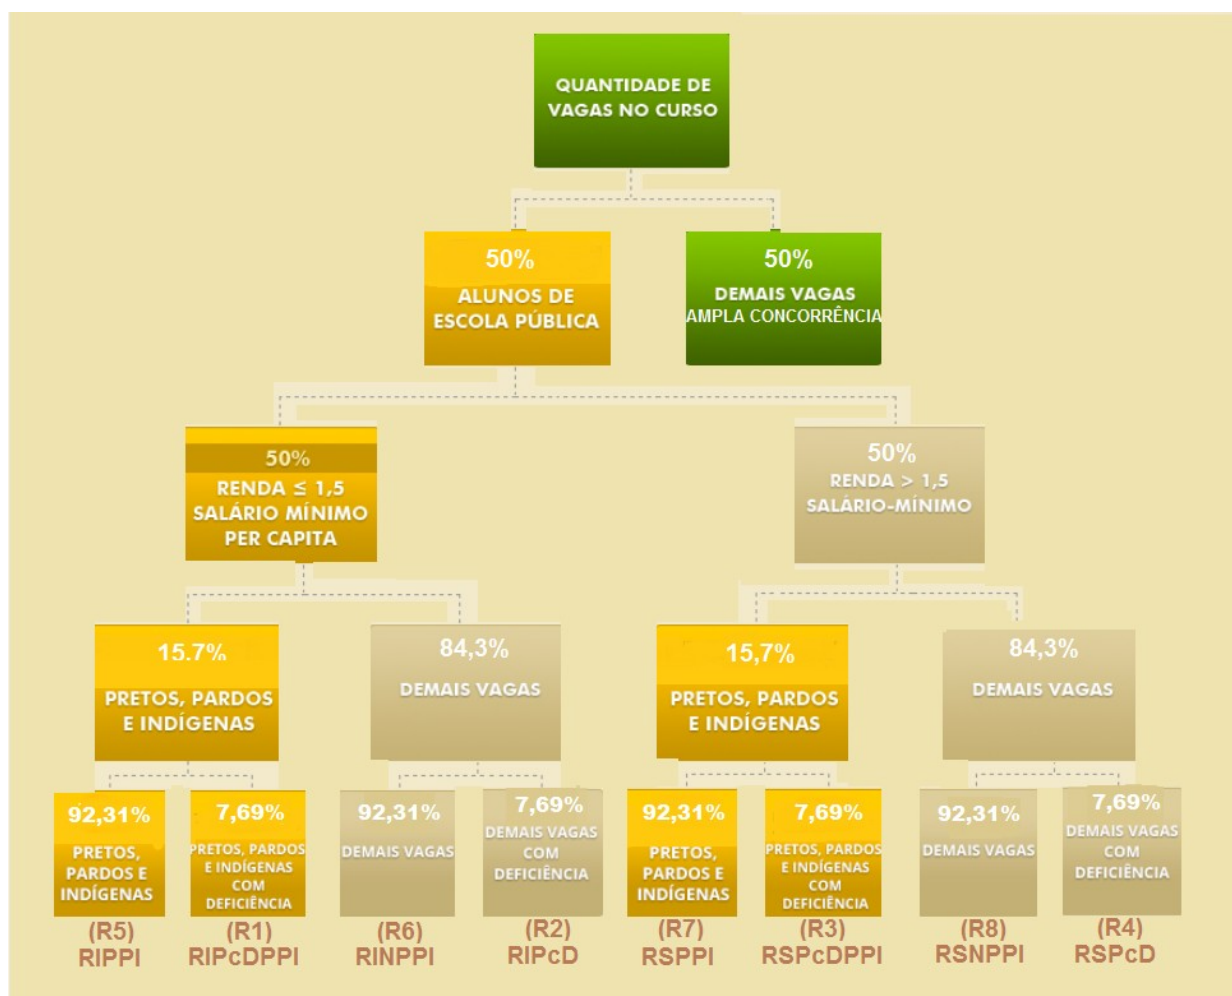 QUANTIDADE DE
VAGAS NO CURSO
50%
ALUNOS DE
ESCOLA PÚBLICA
50%
DEMAIS VAGAS
AMPLA CONCORRÊNCIA
50%
RENDA ≤ 1,5
SALÁRIO MÍNIMO
PER CAPITA
50%
RENDA > 1,5
SALÁRIO-MÍNIMO
15.7%
PRETOS, PARDOS
E INDÍGENAS
84,3%
DEMAIS VAGAS
15,7%
PRETOS, PARDOS
E INDÍGENAS
84,3%
DEMAIS VAGAS
92,31%
PRETOS,
PARDOS E
INDÍGENAS
7,69%
PRETOS, PARDOS
E INDÍGENAS
COM
DEFICIÊNCIA
92,31%
DEMAIS VAGAS
7,69%
DEMAIS VAGAS
COM
DEFICIÊNCIA
92,31%
PRETOS,
PARDOS E
INDÍGENAS
7,69%
PRETOS, PARDOS
E INDÍGENAS
COM
DEFICIÊNCIA
92,31%
DEMAIS VAGAS
7,69%
DEMAIS VAGAS
COM
DEFICIÊNCIA
(R5)
RIPPI
(R1)
RIPcDPPI
(R6)
RINPPI
(R2)
RIPcD
(R7)
RSPPI
(R3)
RSPcDPPI
(R8)
RSNPPI
(R4)
RSPcD